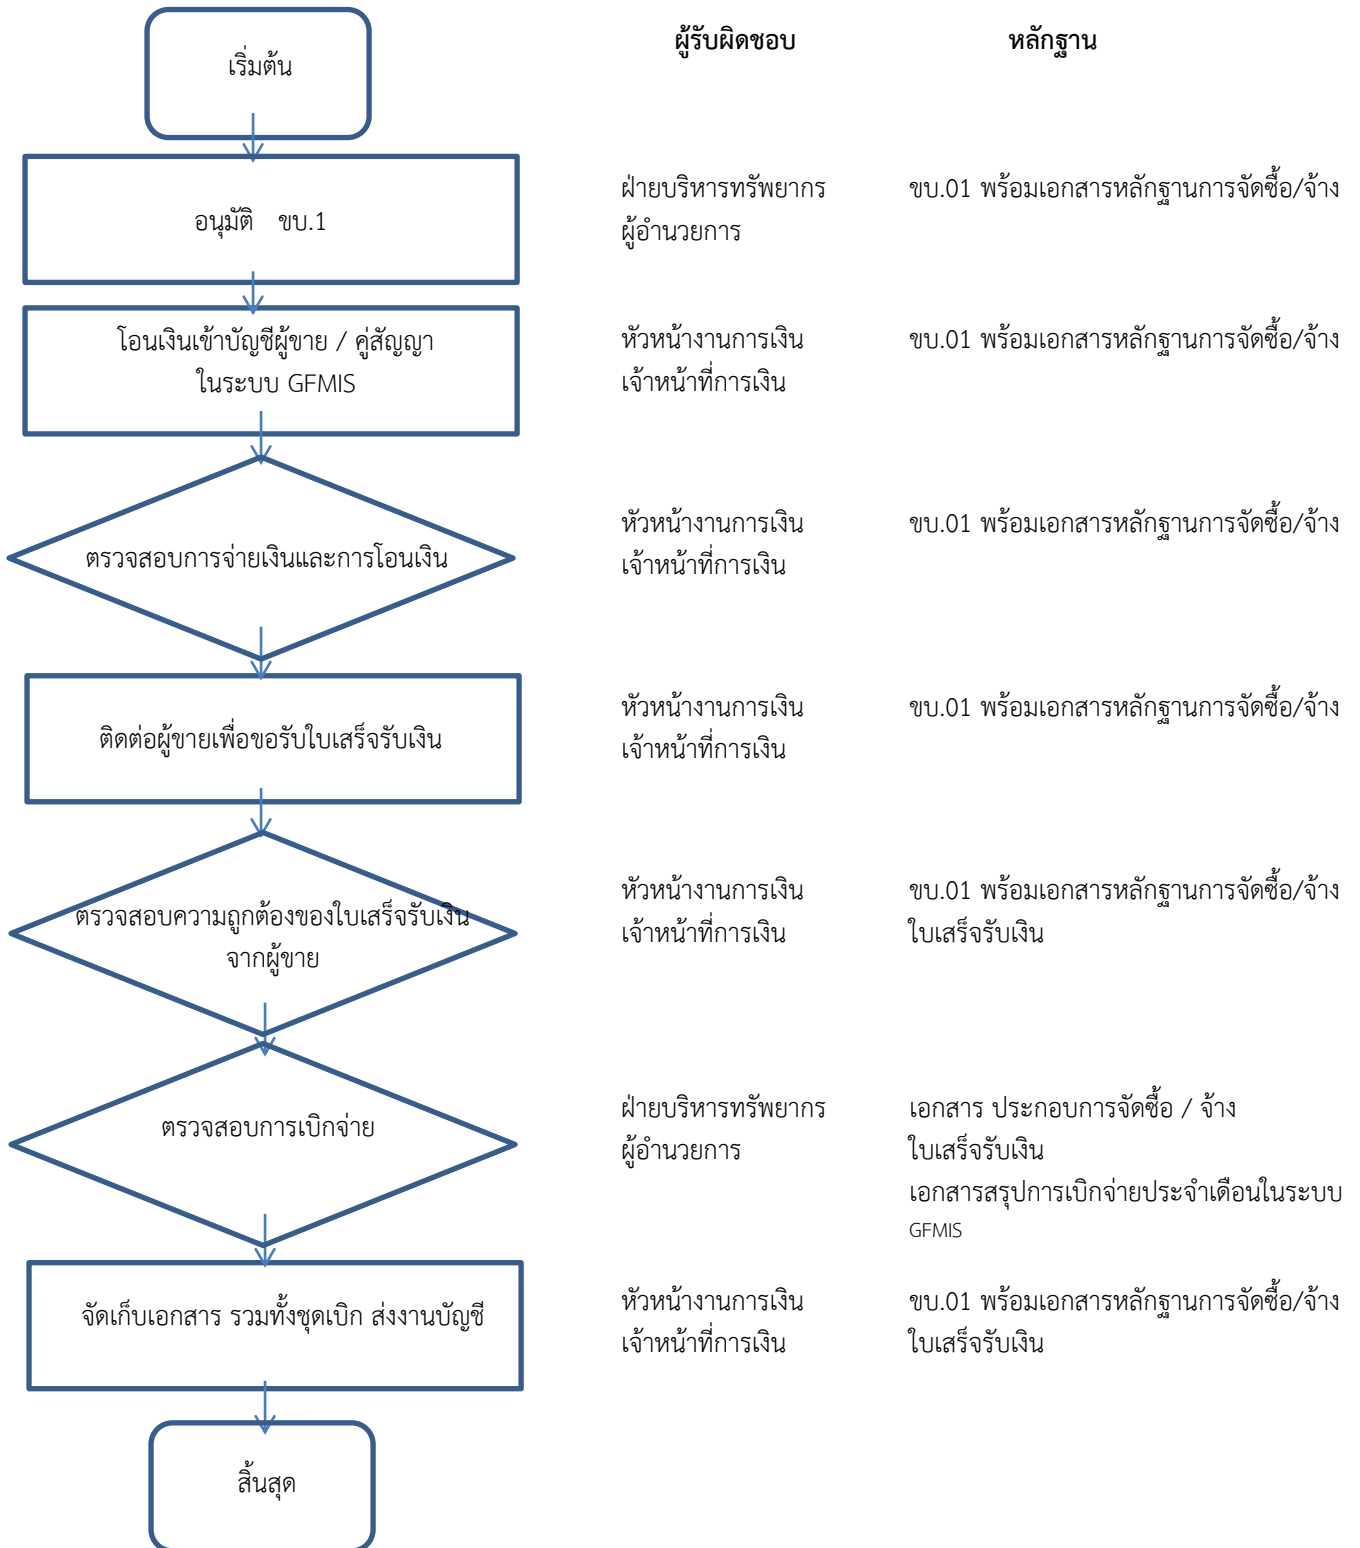 ผู้รับผิดชอบ หลักฐาน
เริ่มต้น
อนุมัติ ขบ.1
ฝ่ายบริหารทรัพยากร
ผู้อำนวยการ
ขบ.01 พร้อมเอกสารหลักฐานการจัดซื้อ/จ้าง
โอนเงินเข้าบัญชีผู้ขาย / คู่สัญญา
ในระบบ GFMIS
หัวหน้างานการเงิน
เจ้าหน้าที่การเงิน
ขบ.01 พร้อมเอกสารหลักฐานการจัดซื้อ/จ้าง
ตรวจสอบการจ่ายเงินและการโอนเงิน
หัวหน้างานการเงิน
เจ้าหน้าที่การเงิน
ขบ.01 พร้อมเอกสารหลักฐานการจัดซื้อ/จ้าง
ติดต่อผู้ขายเพื่อขอรับใบเสร็จรับเงิน
หัวหน้างานการเงิน
เจ้าหน้าที่การเงิน
ขบ.01 พร้อมเอกสารหลักฐานการจัดซื้อ/จ้าง
ตรวจสอบความถูกต้องของใบเสร็จรับเงิน
จากผู้ขาย
หัวหน้างานการเงิน
เจ้าหน้าที่การเงิน
ขบ.01 พร้อมเอกสารหลักฐานการจัดซื้อ/จ้าง
ใบเสร็จรับเงิน
ตรวจสอบการเบิกจ่าย
ฝ่ายบริหารทรัพยากร
ผู้อำนวยการ
เอกสาร ประกอบการจัดซื้อ / จ้าง
ใบเสร็จรับเงิน
เอกสารสรุปการเบิกจ่ายประจำเดือนในระบบ
GFMIS
จัดเก็บเอกสาร รวมทั้งชุดเบิก ส่งงานบัญชี
หัวหน้างานการเงิน
เจ้าหน้าที่การเงิน
ขบ.01 พร้อมเอกสารหลักฐานการจัดซื้อ/จ้าง
ใบเสร็จรับเงิน
สิ้นสุด